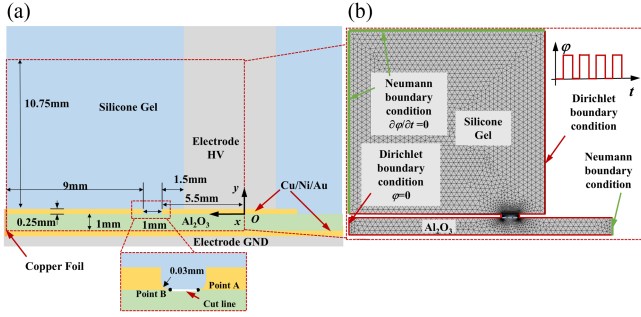 (a)
10.75mm
Silicone Gel
Electrode
HV
1.5mm
9mm
5.5mm
y
Cu/Ni/Au
0.25mm
1mm
1mm
Al₂O₃
x
O
Electrode GND
Copper Foil
0.03mm
Point B
Point A
Cut line
(b)
Neumann
boundary
condition
∂φ/∂t =0
Silicone
Gel
Dirichlet
boundary
condition
φ=0
Al₂O₃
φ
t
Dirichlet
boundary
condition
Neumann
boundary
condition